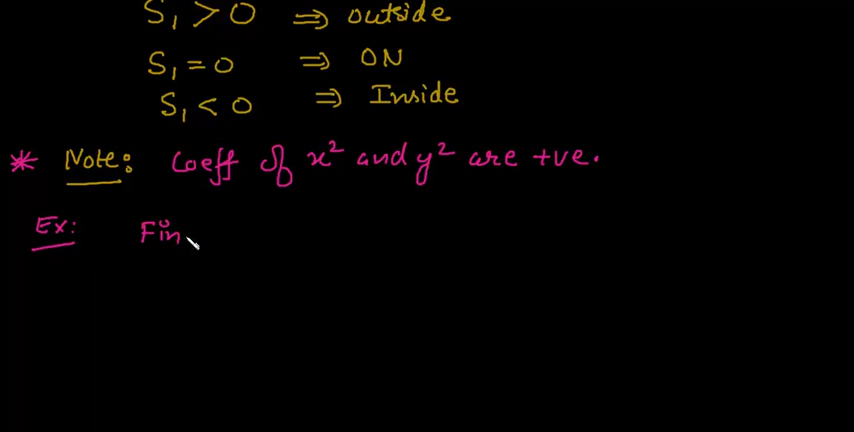 S₁ > 0 ⇒ outside
S₁ = 0 ⇒ ON
S₁ < 0 ⇒ Inside
* Note: Coeff of x² and y² are +ve.
Ex: Fin